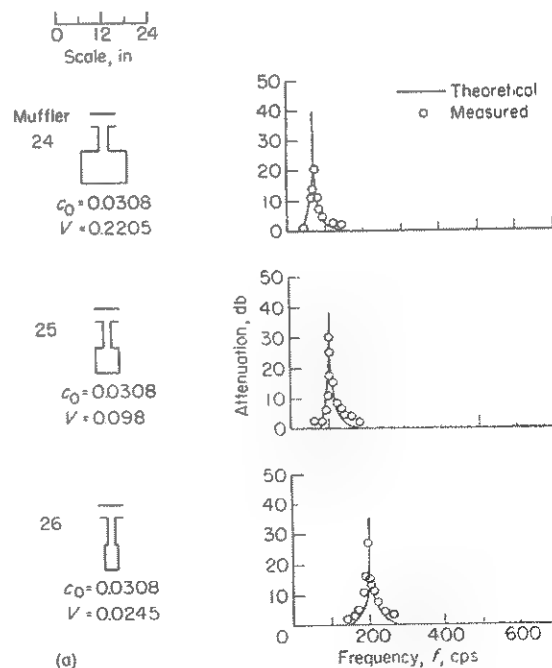 0 12 24
Scale, in
Muffler
24
c₀=0.0308
V=0.2205
50
40
30
20
10
0
Theoretical
Measured
25
c₀=0.0308
V=0.098
Attenuation, db
50
40
30
20
10
0
26
c₀=0.0308
V=0.0245
50
40
30
20
10
0 200 400 600
Frequency, f, cps
(a)